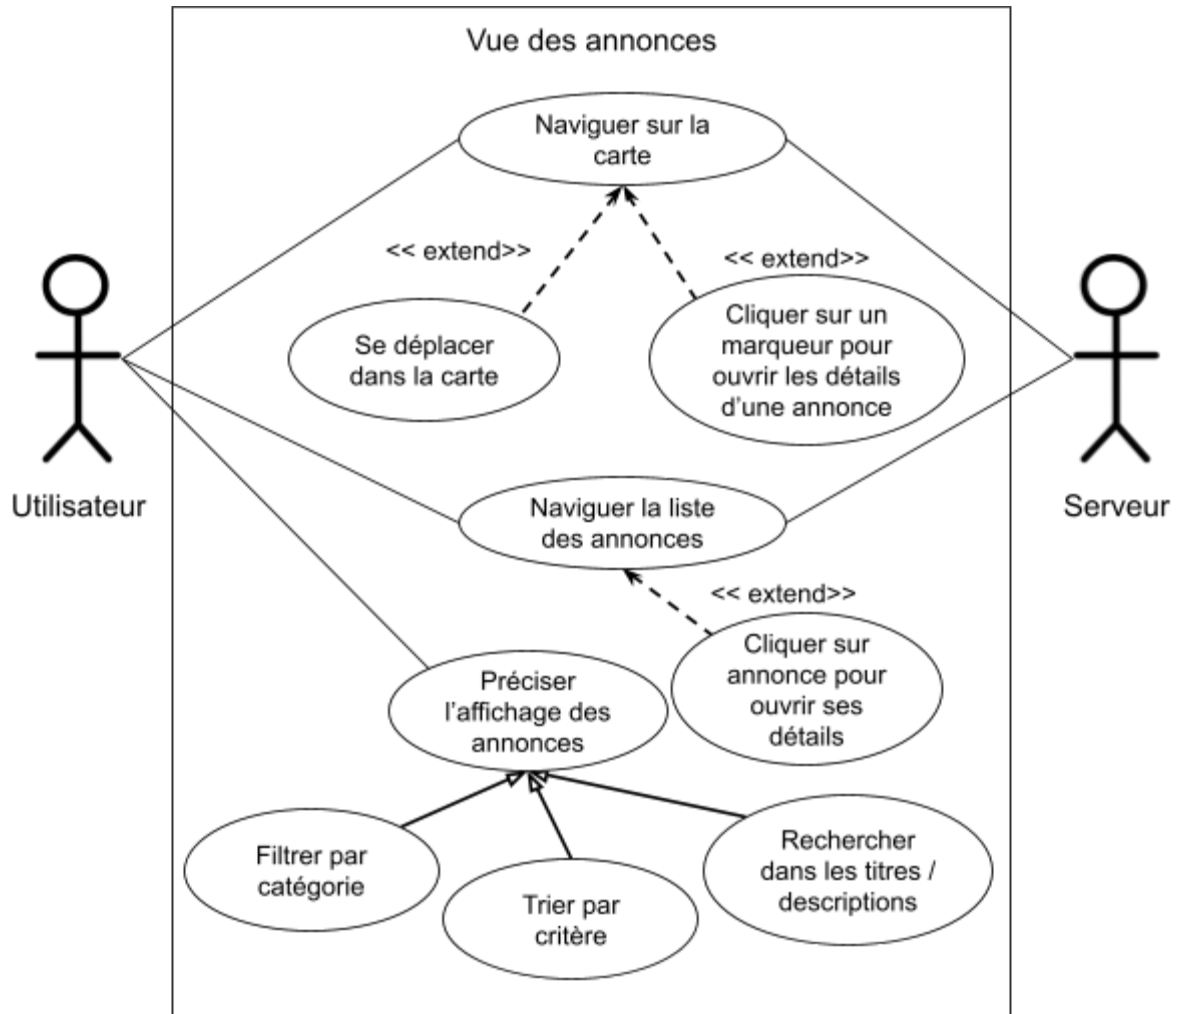 Vue des annonces
Naviguer sur la
carte
<< extend>>
<< extend>>
Se déplacer
dans la carte
Cliquer sur un
marqueur pour
ouvrir les détails
d'une annonce
Utilisateur
Serveur
Naviguer la liste
des annonces
<< extend>>
Cliquer sur
annonce pour
ouvrir ses
détails
Préciser
l'affichage des
annonces
Filtrer par
catégorie
Trier par
critère
Rechercher
dans les titres /
descriptions